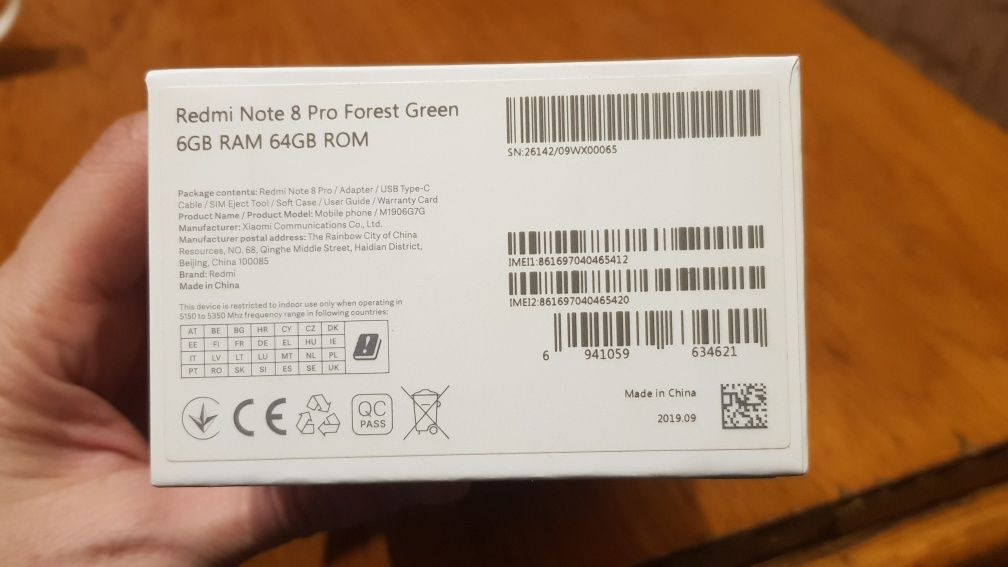 Redmi Note 8 Pro Forest Green
6GB RAM 64GB ROM
SN:26142/09WX00065
Package contents: Redmi Note 8 Pro / Adapter / USB Type-C
Cable / SIM Eject Tool / Soft Case / User Guide / Warranty Card
Product Name / Product Model: Mobile phone / M1906G7G
Manufacturer: Xiaomi Communications Co., Ltd.
Manufacturer postal address: The Rainbow City of China
Resources, NO, 68, Qinghe Middle Street, Haidian District,
Beijing, China 100085
Brand: Redmi
Made in China
IMEI1:861697040465412
IMEI2:861697040465420
6 941059 634621
This device is restricted to indoor use only when operating in
5150 to 5350 Mhz frequency range in following countries:
AT BE BG HR CY CZ DK
EE FI FR DE EL HU IE
IT LV LT LU MT NL PL
PT RO SK SI ES SE UK
CE
QC
PASS
Made in China
2019.09